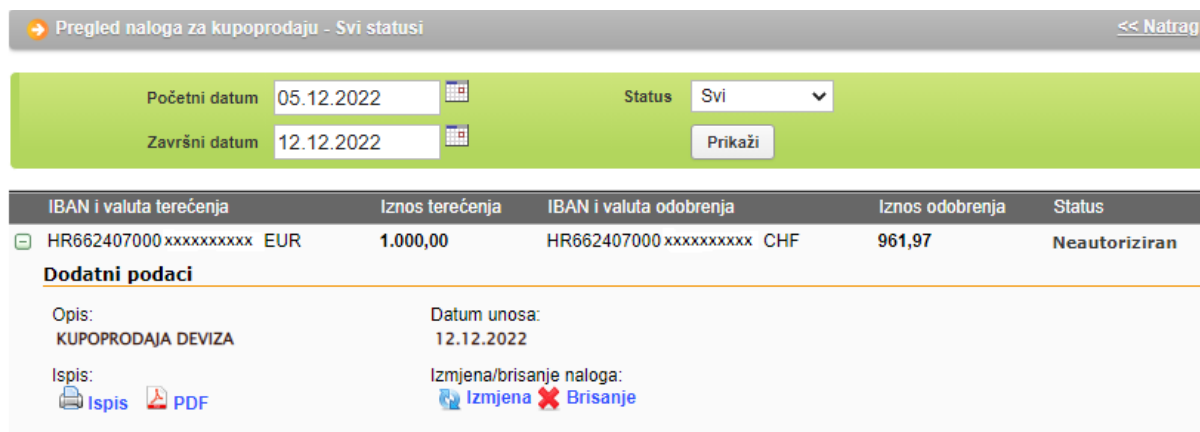 Pregled naloga za kupoprodaju - Svi statusi << Natrag
Početni datum 05.12.2022 Status Svi
Završni datum 12.12.2022 Prikaži
IBAN i valuta terećenja Iznos terećenja IBAN i valuta odobrenja Iznos odobrenja Status
HR662407000 xxxxxxxxxx EUR 1.000,00 HR662407000 xxxxxxxxxx CHF 961,97 Neautoriziran
Dodatni podaci
Opis: Datum unosa:
KUPOPRODAJA DEVIZA 12.12.2022
Ispis: Izmjena/brisanje naloga:
Ispis PDF Izmjena Brisanje